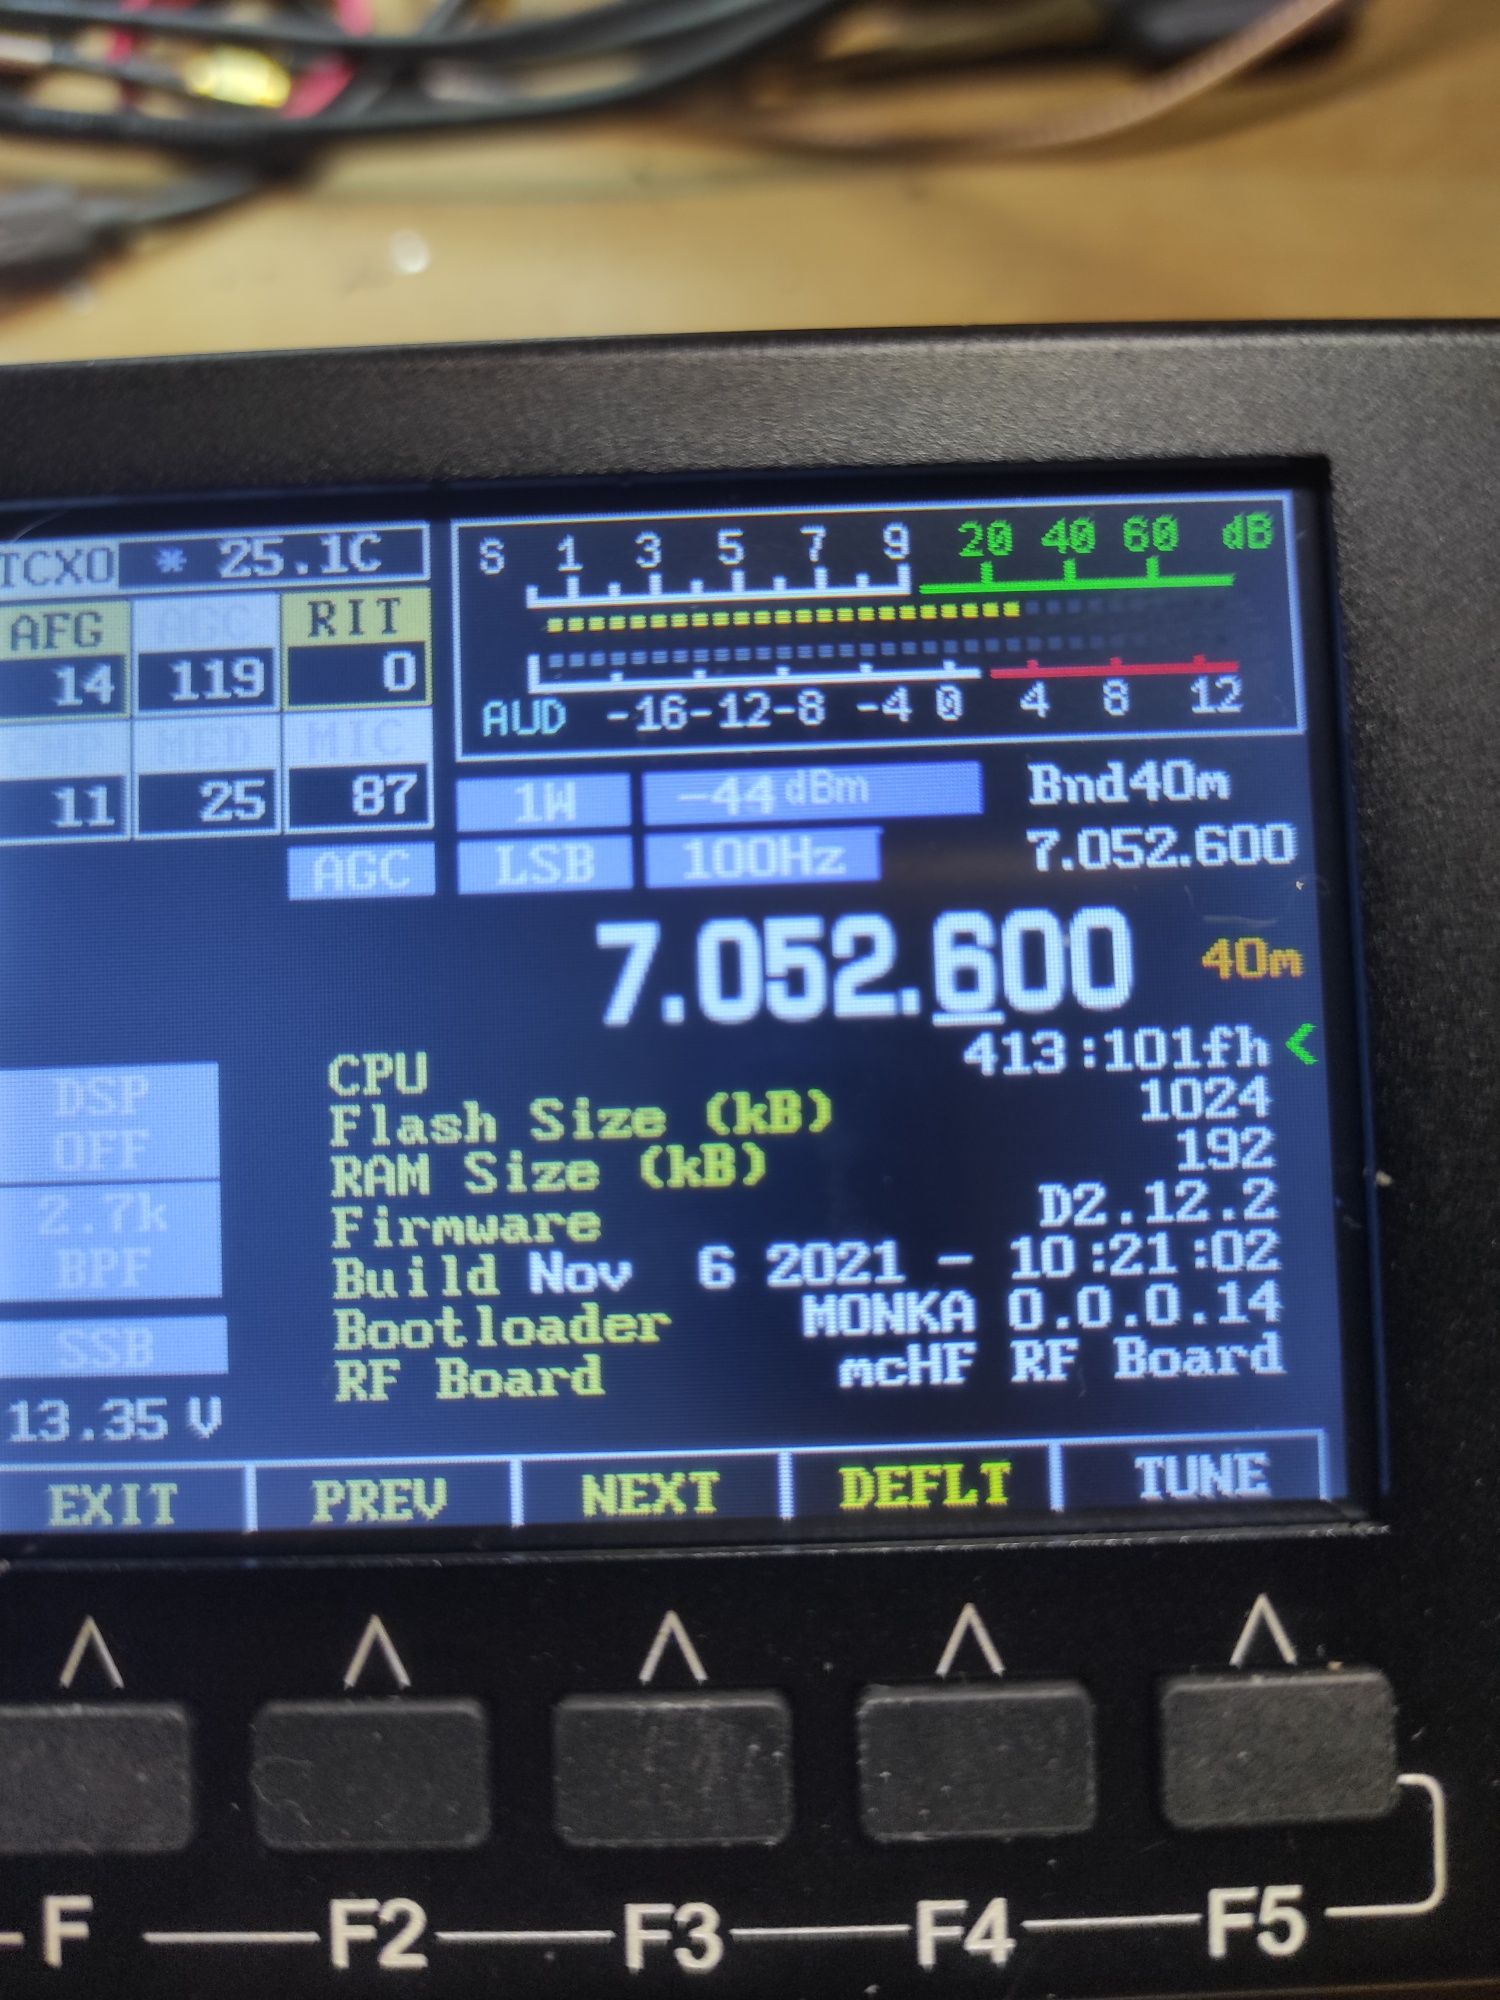 TCXO * 25.1C
S 1 3 5 7 9 20 40 60 dB
AFG AGC RIT
14 119 0
AUD -16-12-8 -4 0 4 8 12
CMP MED MIC
11 25 87
1W -44 dBm Bnd40m
AGC LSB 100Hz 7.052.600
7.052.600 40m
CPU 413:101fh <
DSP
OFF
Flash Size (kB) 1024
RAM Size (kB) 192
2.7k
BPF
Firmware D2.12.2
Build Nov 6 2021 - 10:21:02
Bootloader MONKA 0.0.0.14
SSB
RF Board mcHF RF Board
13.35 V
EXIT PREV NEXT DEFLT TUNE
F F2 F3 F4 F5